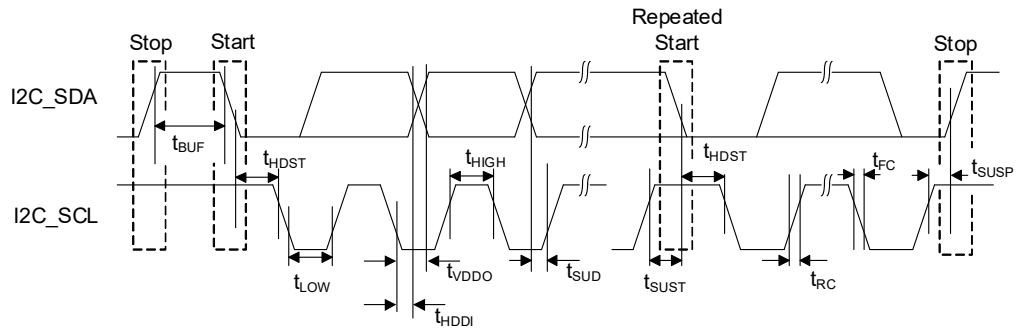 Repeated
Stop Start Start Stop
I2C_SDA
tBUF
tHDST tHIGH tHDST tFC tSUSP
I2C_SCL
tLOW tVDDO tSUD tSUST tRC
tHDDI